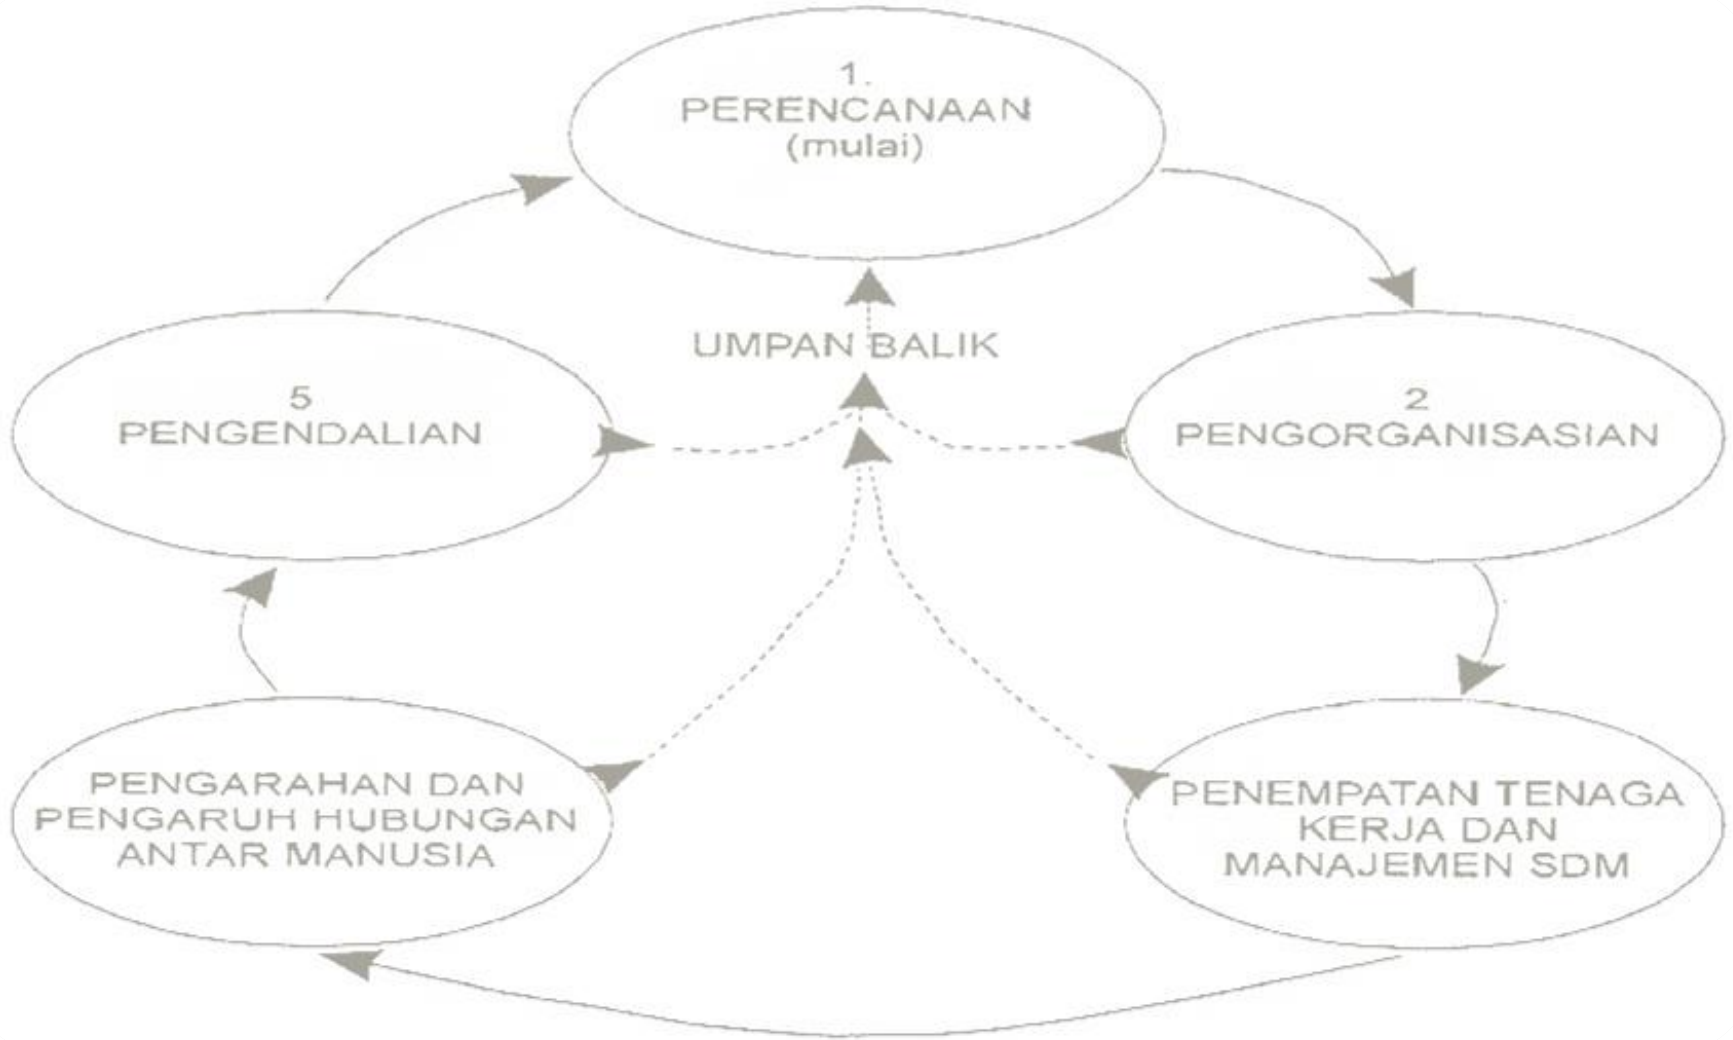 1.
PERENCANAAN
(mulai)
UMPAN BALIK
5
PENGENDALIAN
2
PENGORGANISASIAN
PENGARAHAN DAN
PENGARUH HUBUNGAN
ANTAR MANUSIA
PENEMPATAN TENAGA
KERJA DAN
MANAJEMEN SDM